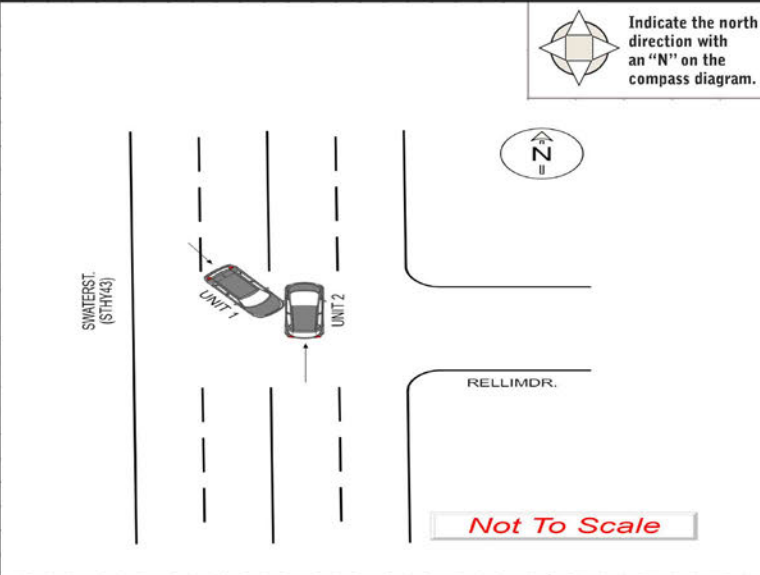 Indicate the north
direction with
an “N” on the
compass diagram.
N
SWATERST.
(STHY43)
UNIT 1
UNIT 2
RELLIMDR.
Not To Scale